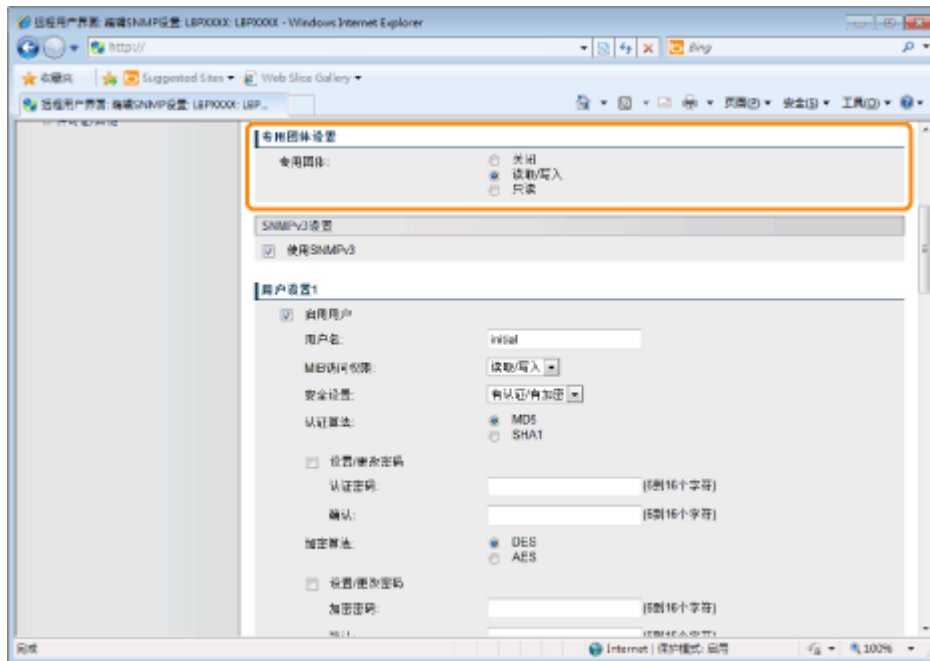 远程用户界面: 编辑SNMP设置: LBPXXXX: LBPXXXX - Windows Internet Explorer
http://
Bing
收藏夹 Suggested Sites Web Slice Gallery
远程用户界面: 编辑SNMP设置: LBPXXXX: LBP... 页面(P) 安全(S) 工具(O)
专用团体设置
专用团体: 关闭
读取/写入
只读
SNMPv3设置
使用SNMPv3
用户设置1
启用用户
用户名: initial
MIB访问权限: 读取/写入
安全设置: 有认证/有加密
认证算法: MD5
SHA1
设置/更改密码
认证密码: (6到16个字符)
确认: (6到16个字符)
加密算法: DES
AES
设置/更改密码
加密密码: (6到16个字符)
完成 Internet | 保护模式: 启用 100%